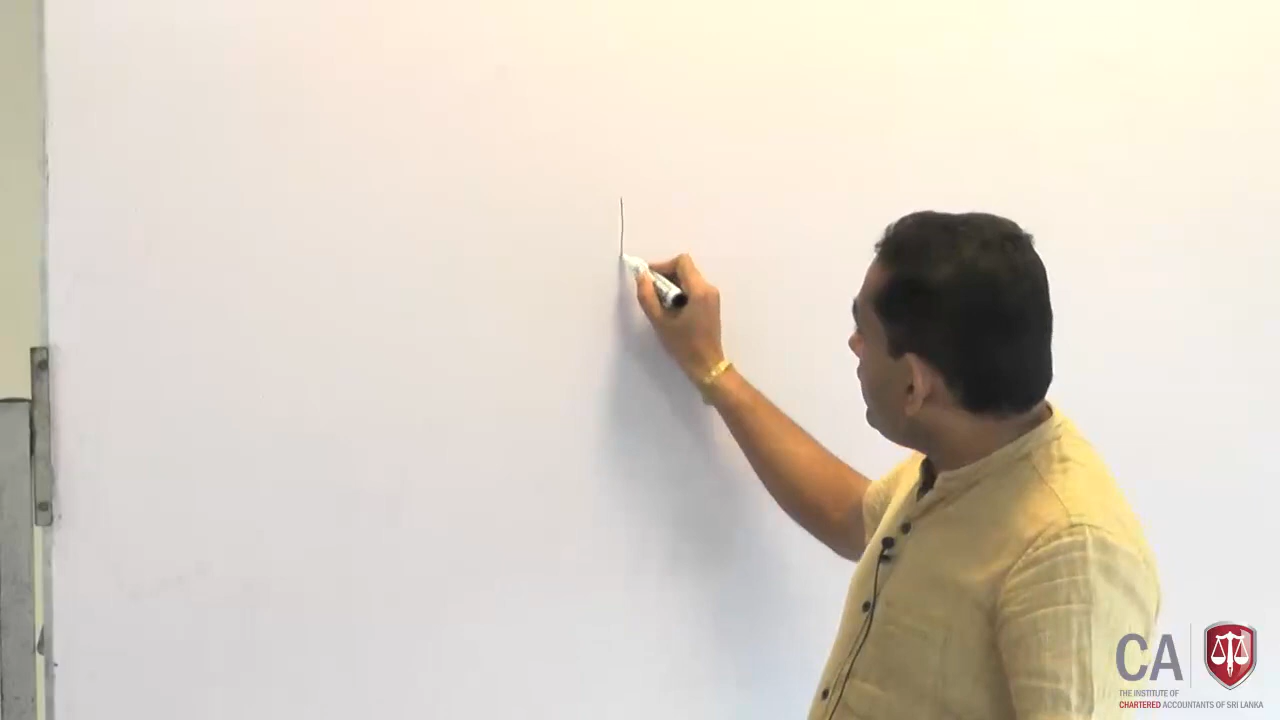 CA
THE INSTITUTE OF
CHARTERED ACCOUNTANTS OF SRI LANKA